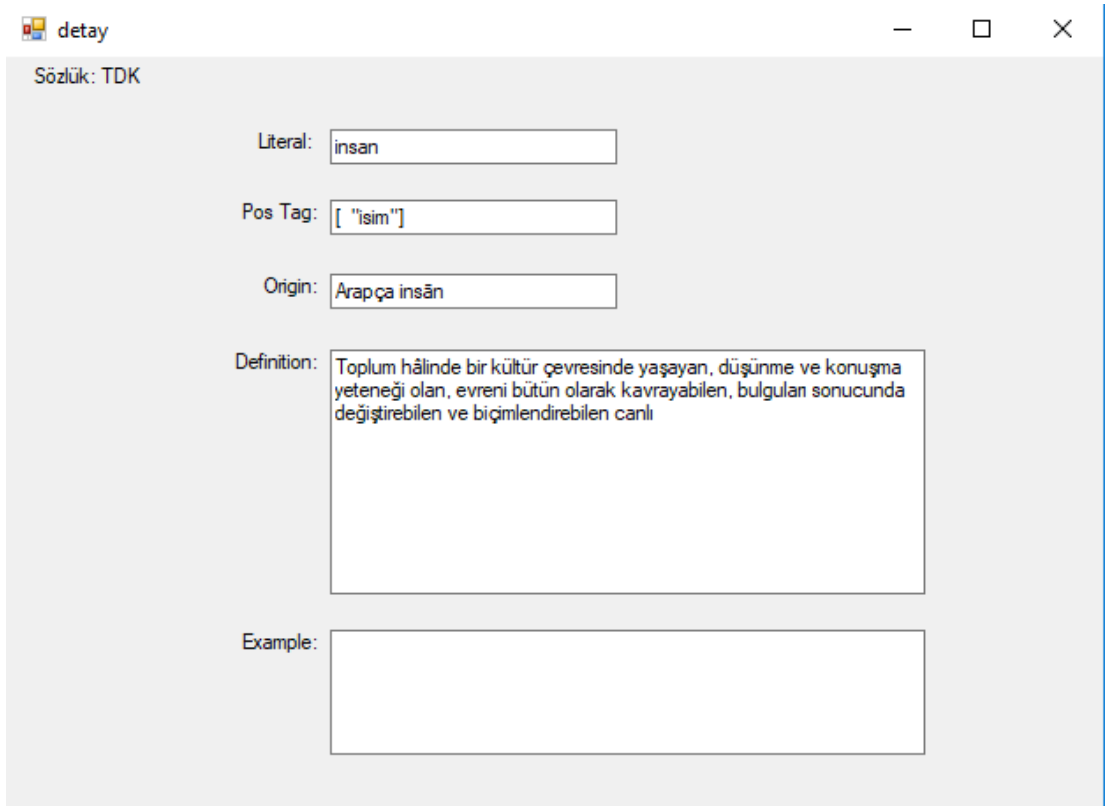 detay
Sözlük: TDK
Literal: insan
Pos Tag: [ "isim"]
Origin: Arapça insān
Definition: Toplum hâlinde bir kültür çevresinde yaşayan, düşünme ve konuşma
yeteneği olan, evreni bütün olarak kavrayabilen, bulguları sonucunda
değiştirebilen ve biçimlendirebilen canlı
Example: